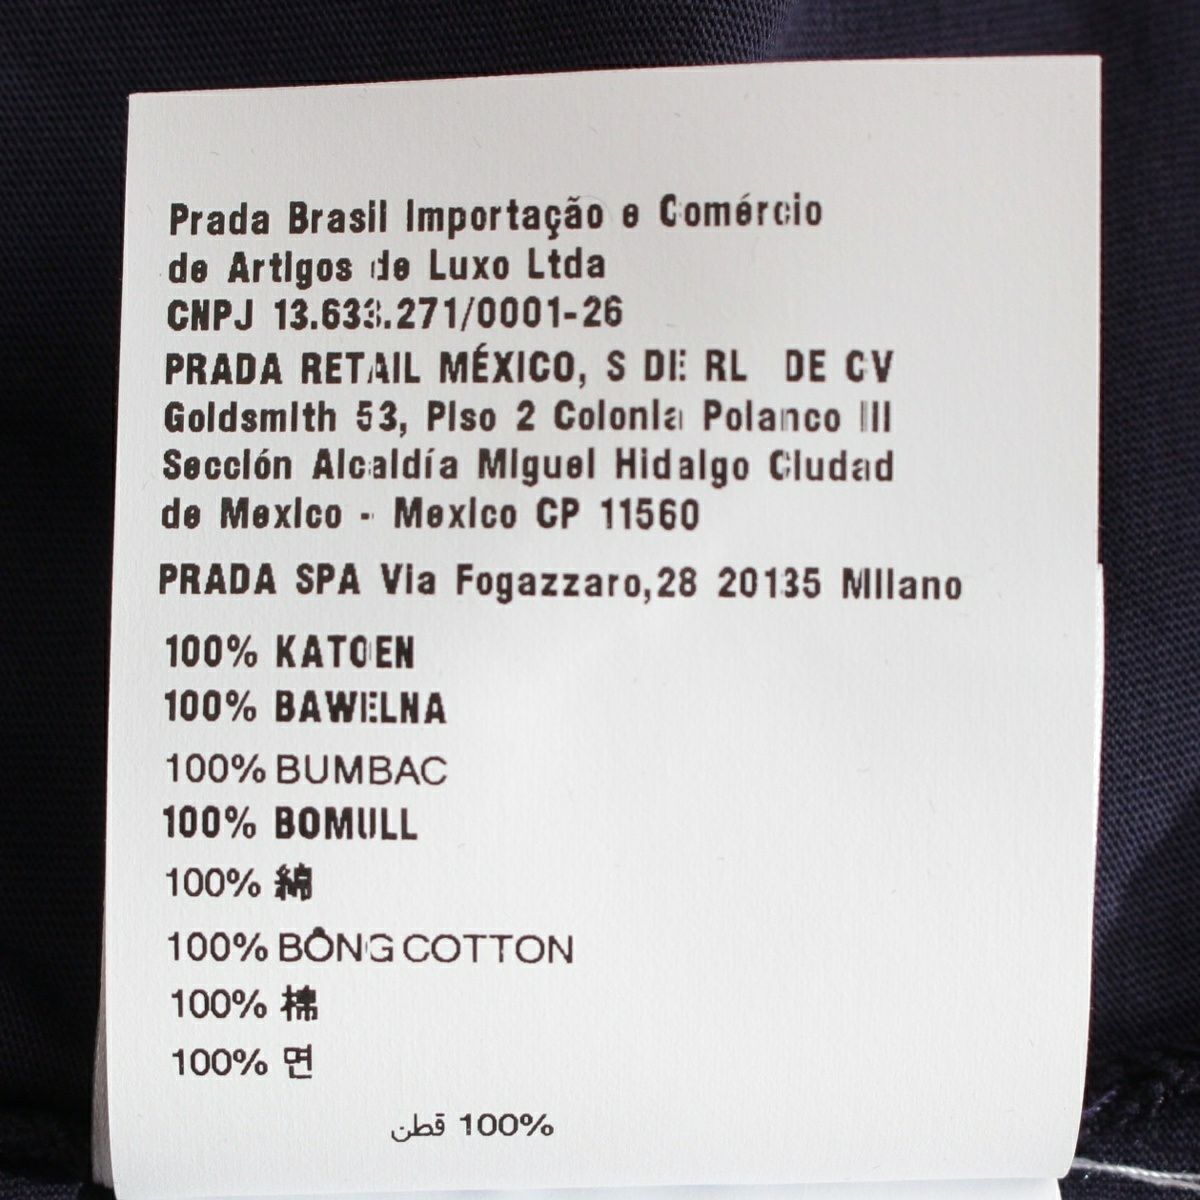 Prada Brasil Importação e Comércio
de Artigos de Luxo Ltda
CNPJ 13.633.271/0001-26
PRADA RETAIL MÉXICO, S DE RL DE CV
Goldsmith 53, Piso 2 Colonia Polanco III
Sección Alcaldía Miguel Hidalgo Ciudad
de Mexico - Mexico CP 11560
PRADA SPA Via Fogazzaro,28 20135 Milano
100% KATOEN
100% BAWEŁNA
100% BUMBAC
100% BOMULL
100% 綿
100% BÔNG COTTON
100% 棉
100% 면
100% قطن